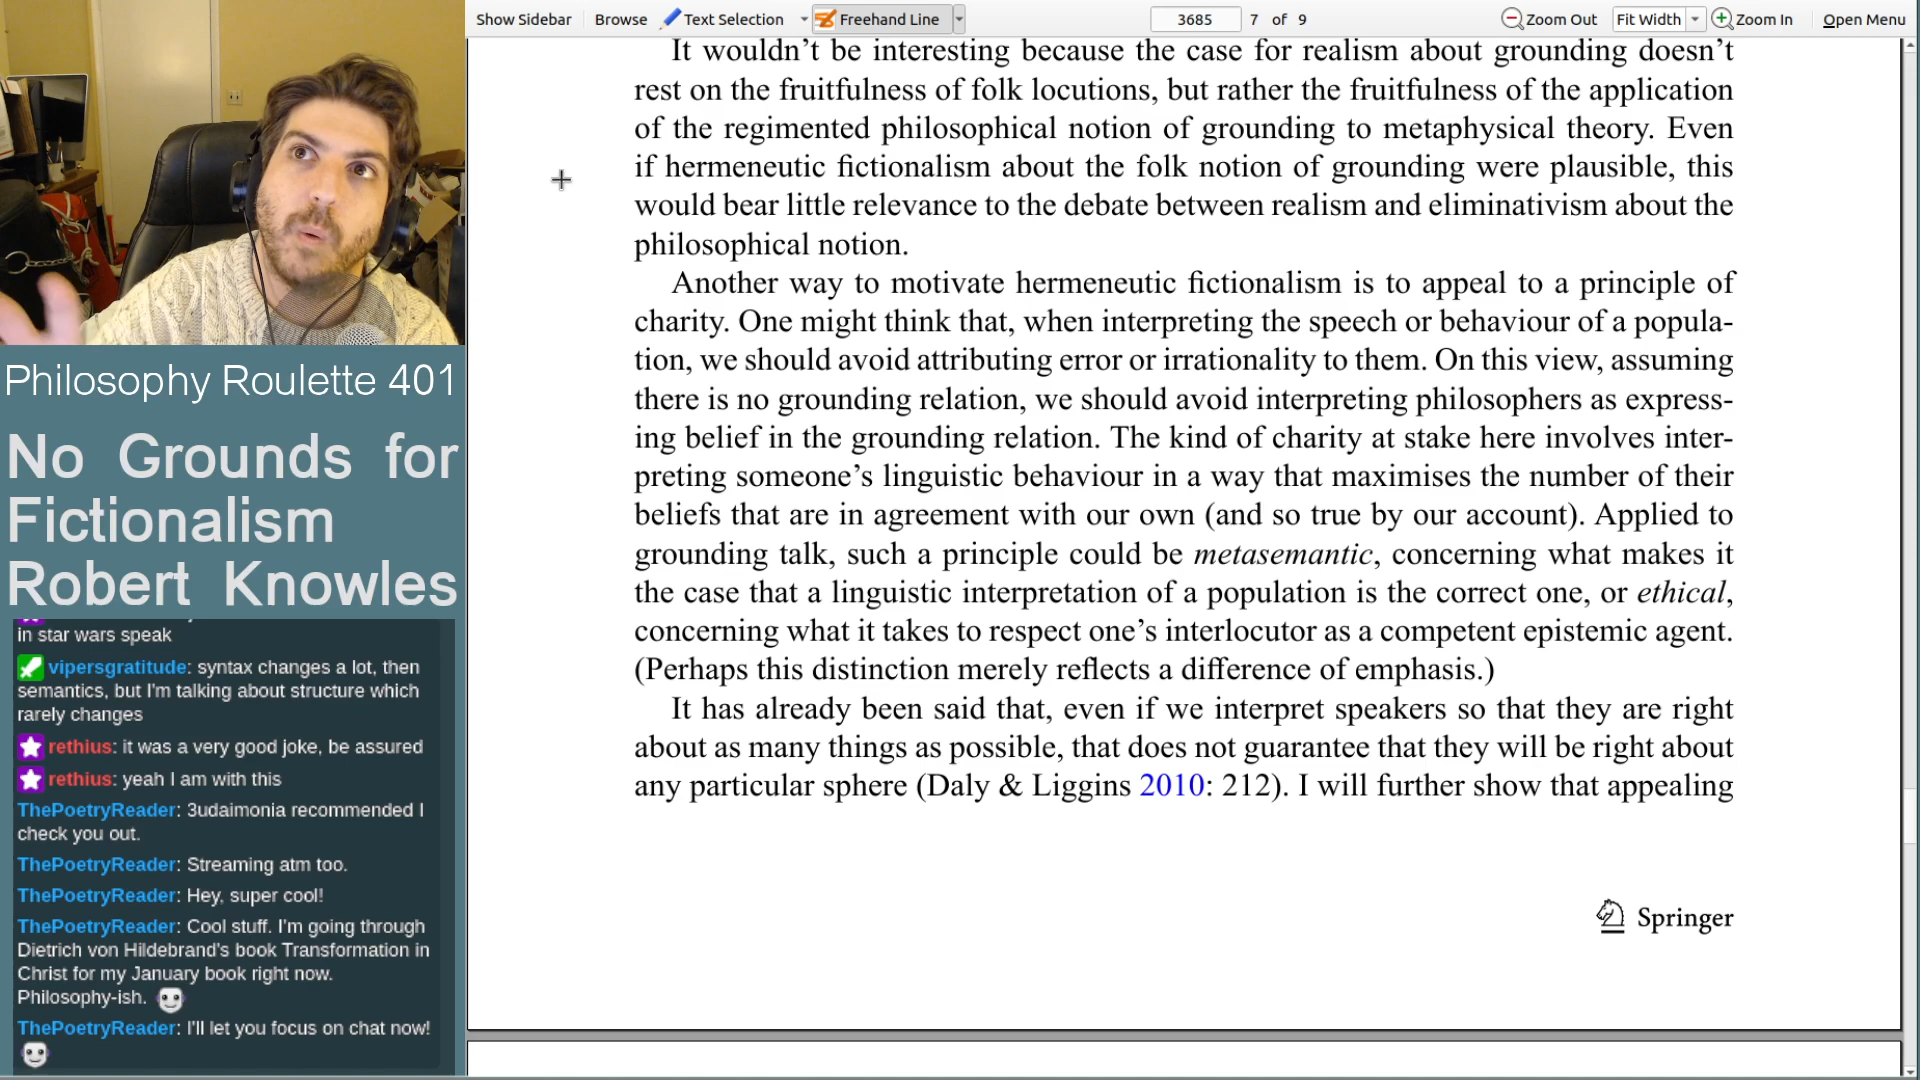 Show Sidebar Browse Text Selection Freehand Line 3685 7 of 9 Zoom Out Fit Width Zoom In Open Menu
It wouldn’t be interesting because the case for realism about grounding doesn’t
rest on the fruitfulness of folk locutions, but rather the fruitfulness of the application
of the regimented philosophical notion of grounding to metaphysical theory. Even
if hermeneutic fictionalism about the folk notion of grounding were plausible, this
would bear little relevance to the debate between realism and eliminativism about the
philosophical notion.
Another way to motivate hermeneutic fictionalism is to appeal to a principle of
charity. One might think that, when interpreting the speech or behaviour of a popula-
tion, we should avoid attributing error or irrationality to them. On this view, assuming
there is no grounding relation, we should avoid interpreting philosophers as express-
ing belief in the grounding relation. The kind of charity at stake here involves inter-
preting someone’s linguistic behaviour in a way that maximises the number of their
beliefs that are in agreement with our own (and so true by our account). Applied to
grounding talk, such a principle could be metasemantic, concerning what makes it
the case that a linguistic interpretation of a population is the correct one, or ethical,
concerning what it takes to respect one’s interlocutor as a competent epistemic agent.
(Perhaps this distinction merely reflects a difference of emphasis.)
It has already been said that, even if we interpret speakers so that they are right
about as many things as possible, that does not guarantee that they will be right about
any particular sphere (Daly & Liggins 2010: 212). I will further show that appealing
Springer
Philosophy Roulette 401
No Grounds for
Fictionalism
Robert Knowles
in star wars speak
vipersgratitude: syntax changes a lot, then
semantics, but I'm talking about structure which
rarely changes
rethius: it was a very good joke, be assured
rethius: yeah I am with this
ThePoetryReader: 3udaimonia recommended I
check you out.
ThePoetryReader: Streaming atm too.
ThePoetryReader: Hey, super cool!
ThePoetryReader: Cool stuff. I'm going through
Dietrich von Hildebrand's book Transformation in
Christ for my January book right now.
Philosophy-ish.
ThePoetryReader: I'll let you focus on chat now!